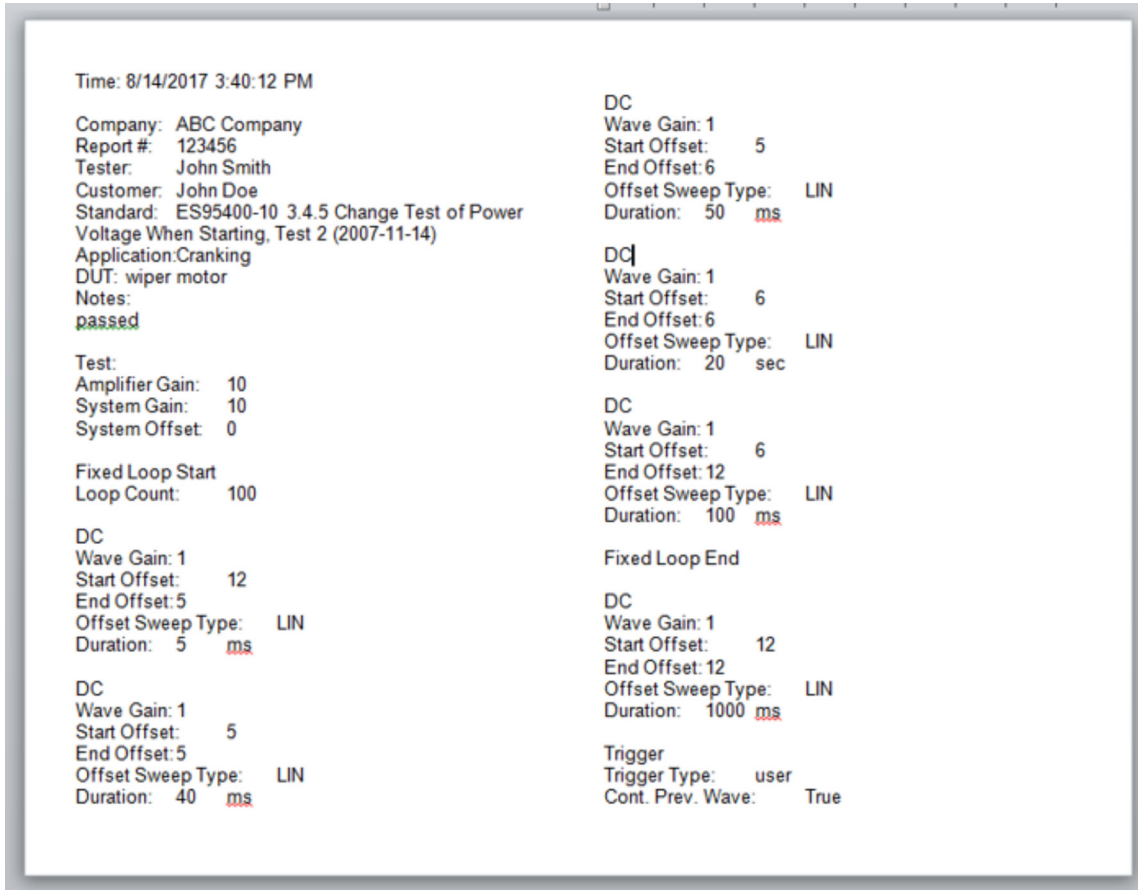 Time: 8/14/2017 3:40:12 PM
Company: ABC Company
Report #: 123456
Tester: John Smith
Customer: John Doe
Standard: ES95400-10 3.4.5 Change Test of Power
Voltage When Starting, Test 2 (2007-11-14)
Application:Cranking
DUT: wiper motor
Notes:
passed
Test:
Amplifier Gain: 10
System Gain: 10
System Offset: 0
Fixed Loop Start
Loop Count: 100
DC
Wave Gain: 1
Start Offset: 12
End Offset: 5
Offset Sweep Type: LIN
Duration: 5 ms
DC
Wave Gain: 1
Start Offset: 5
End Offset: 5
Offset Sweep Type: LIN
Duration: 40 ms
DC
Wave Gain: 1
Start Offset: 5
End Offset: 6
Offset Sweep Type: LIN
Duration: 50 ms
DC
Wave Gain: 1
Start Offset: 6
End Offset: 6
Offset Sweep Type: LIN
Duration: 20 sec
DC
Wave Gain: 1
Start Offset: 6
End Offset: 12
Offset Sweep Type: LIN
Duration: 100 ms
Fixed Loop End
DC
Wave Gain: 1
Start Offset: 12
End Offset: 12
Offset Sweep Type: LIN
Duration: 1000 ms
Trigger
Trigger Type: user
Cont. Prev. Wave: True